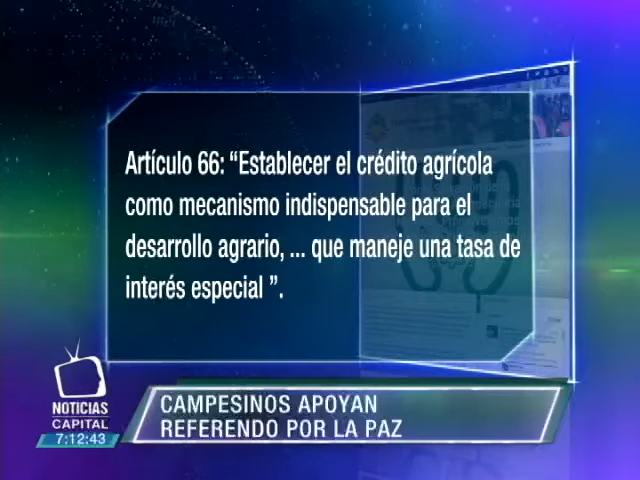 Artículo 66: “Establecer el crédito agrícola
como mecanismo indispensable para el
desarrollo agrario, ... que maneje una tasa de
interés especial ”.
CAMPESINOS APOYAN
REFERENDO POR LA PAZ
NOTICIAS
CAPITAL
7:12:43